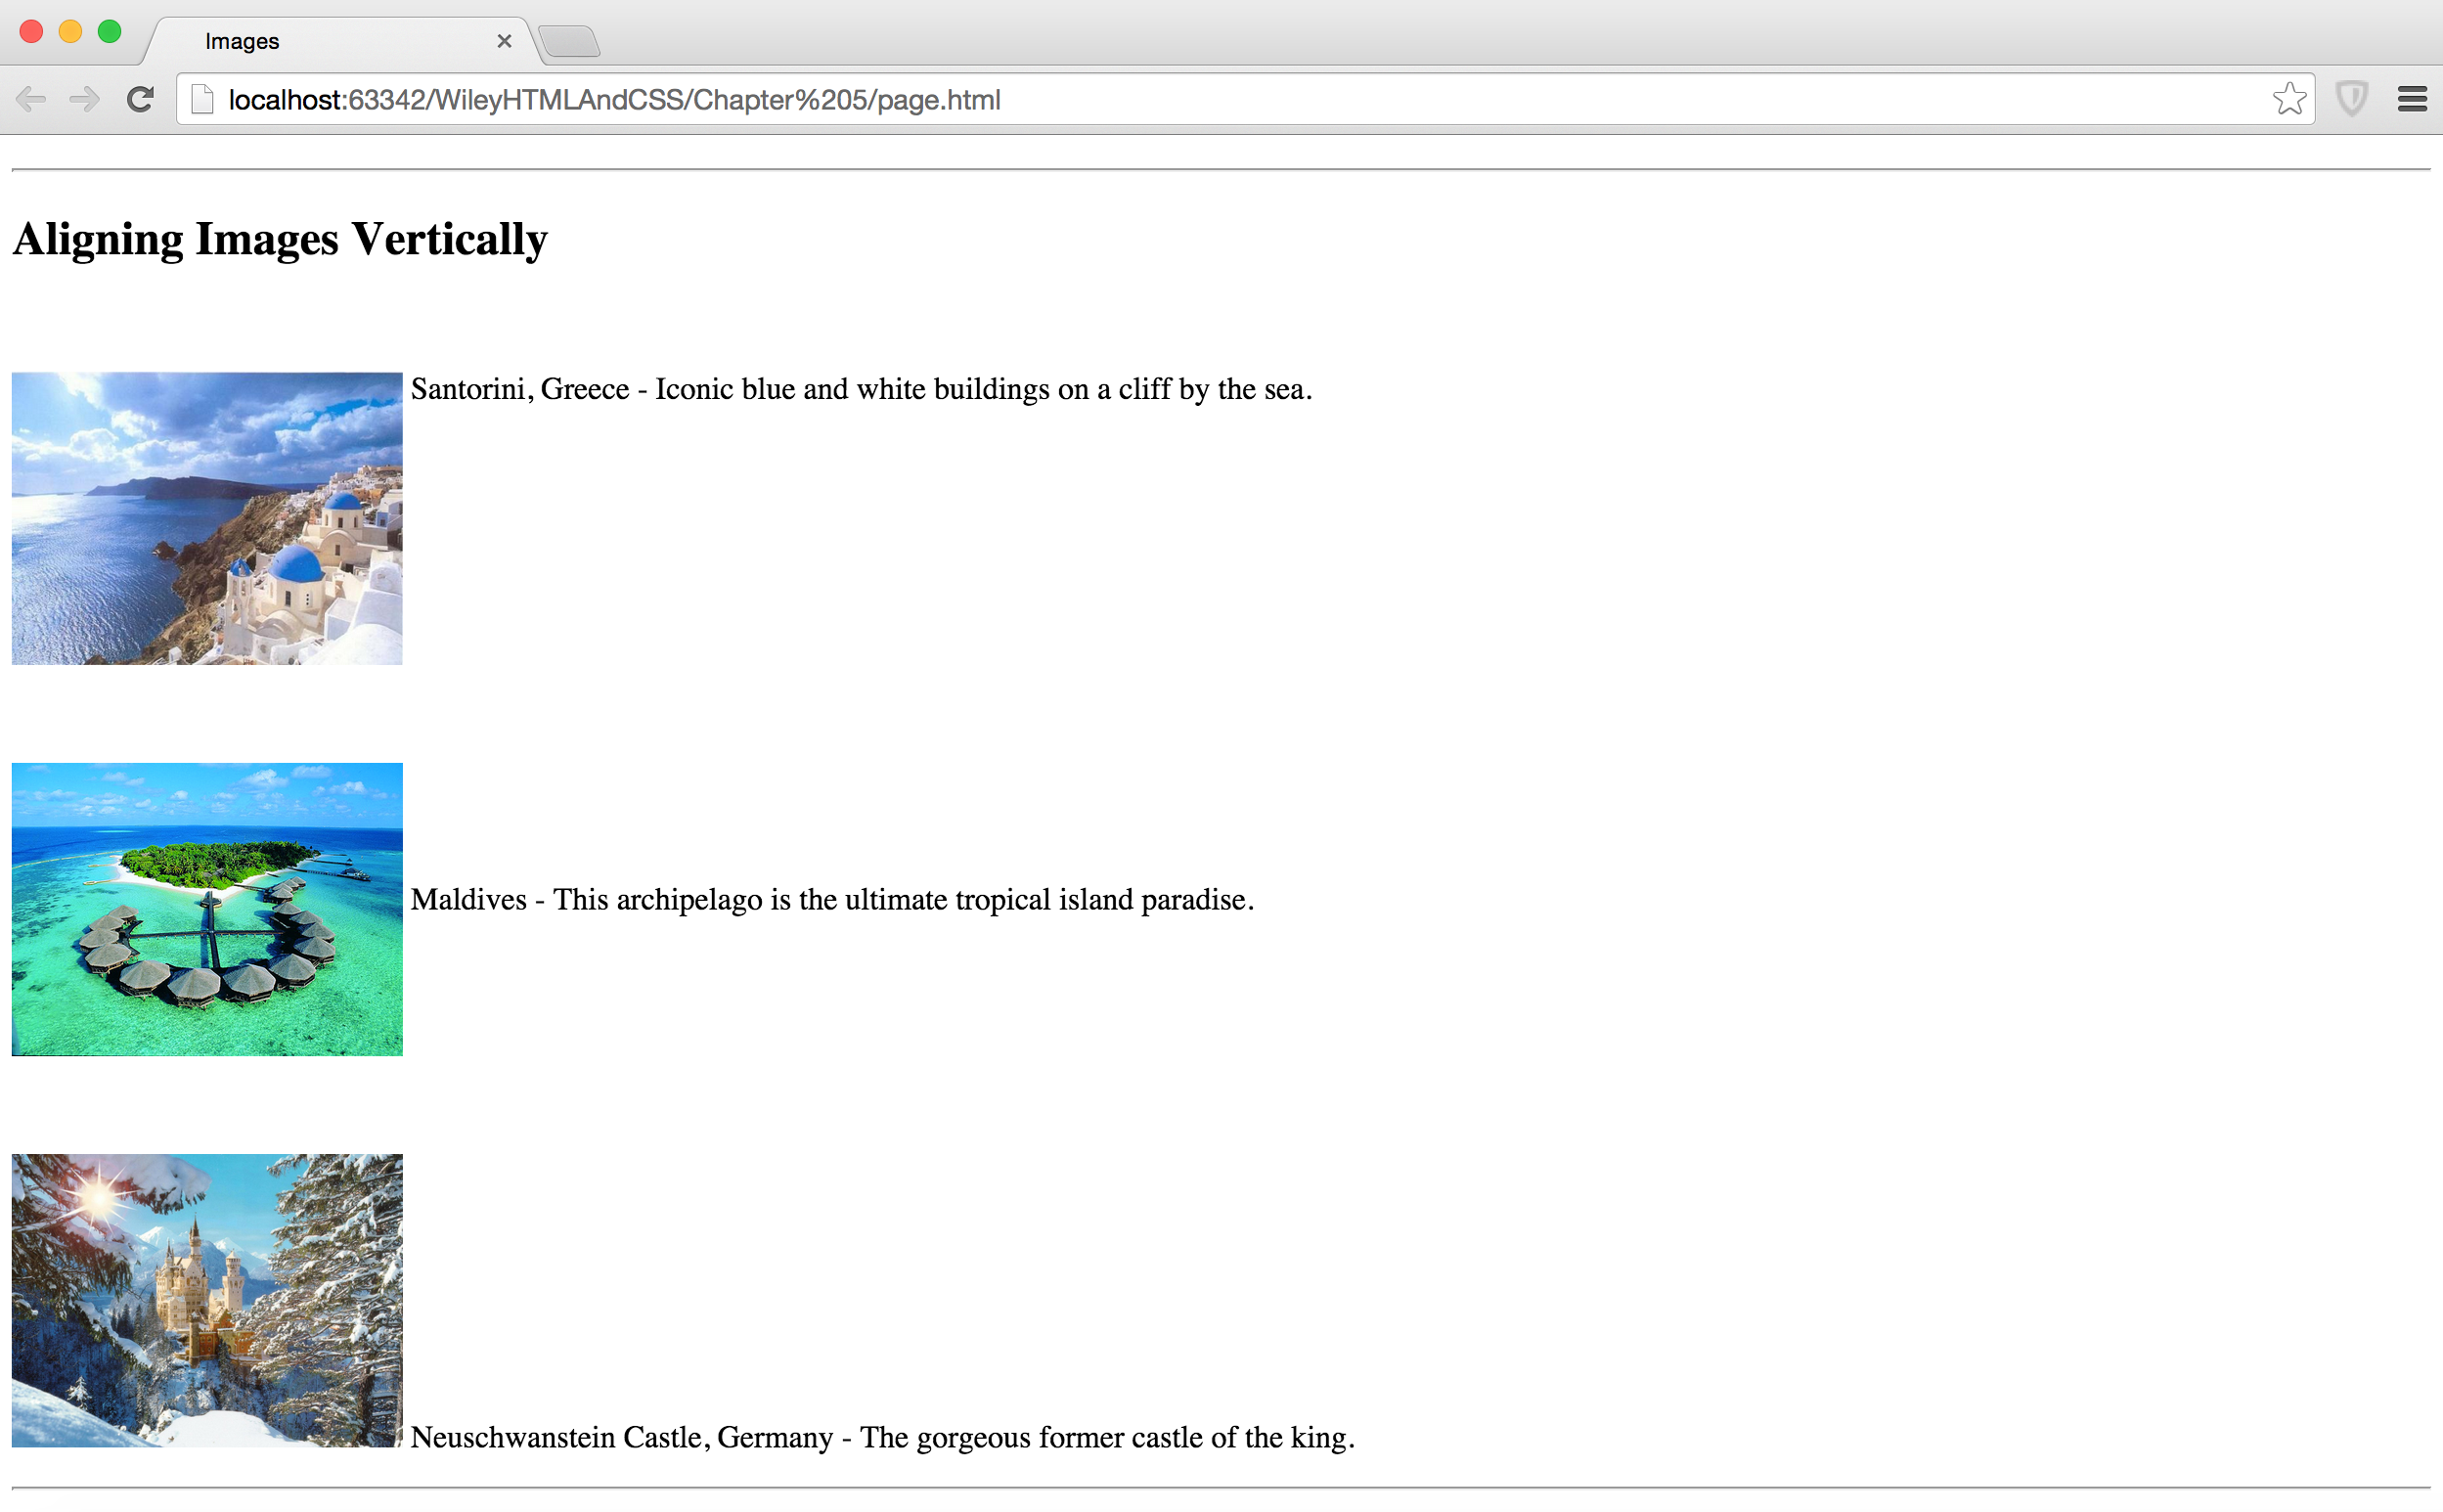 Images
localhost:63342/WileyHTMLAndCSS/Chapter%205/page.html
Aligning Images Vertically
Santorini, Greece - Iconic blue and white buildings on a cliff by the sea.
Maldives - This archipelago is the ultimate tropical island paradise.
Neuschwanstein Castle, Germany - The gorgeous former castle of the king.